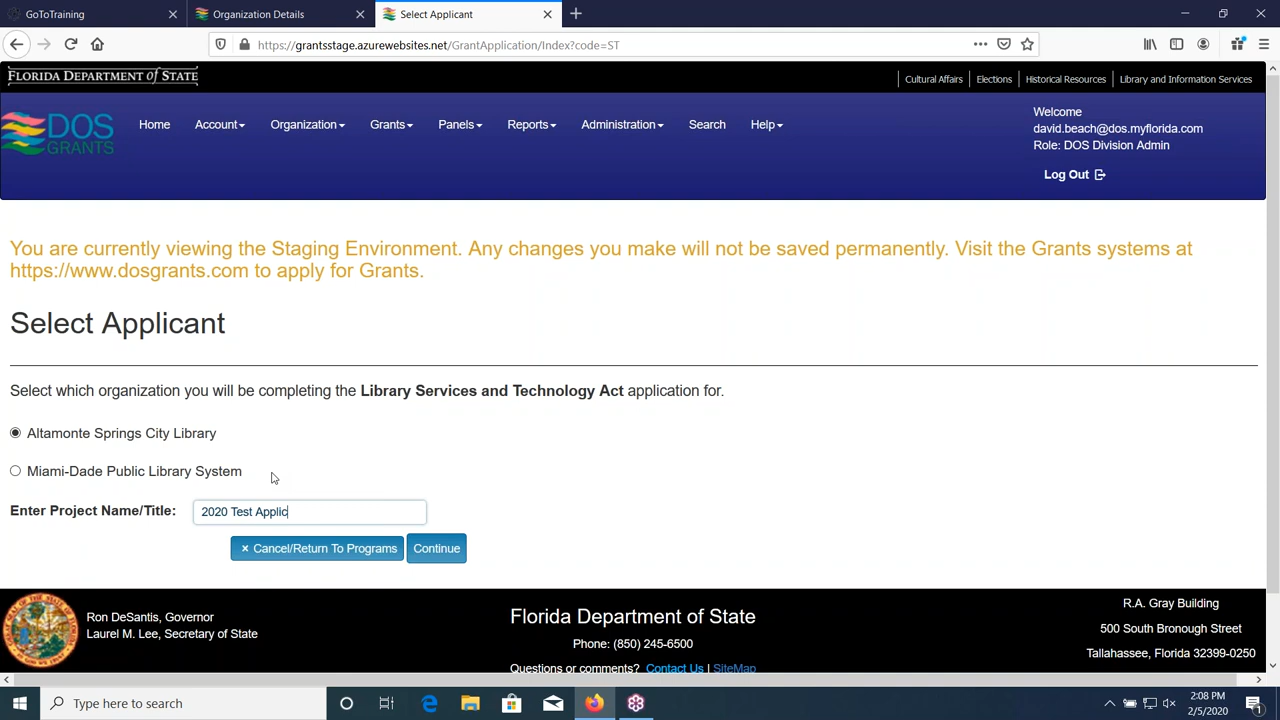 GoToTraining
Organization Details
Select Applicant
https://grantsstage.azurewebsites.net/GrantApplication/Index?code=ST
FLORIDA DEPARTMENT of STATE
Cultural Affairs
Elections
Historical Resources
Library and Information Services
DOS
GRANTS
Home
Account
Organization
Grants
Panels
Reports
Administration
Search
Help
Welcome
david.beach@dos.myflorida.com
Role: DOS Division Admin
Log Out
You are currently viewing the Staging Environment. Any changes you make will not be saved permanently. Visit the Grants systems at
https://www.dosgrants.com to apply for Grants.
Select Applicant
Select which organization you will be completing the Library Services and Technology Act application for.
Altamonte Springs City Library
Miami-Dade Public Library System
Enter Project Name/Title: 2020 Test Applic
× Cancel/Return To Programs
Continue
Ron DeSantis, Governor
Laurel M. Lee, Secretary of State
Florida Department of State
Phone: (850) 245-6500
Questions or comments? Contact Us | SiteMap
R.A. Gray Building
500 South Bronough Street
Tallahassee, Florida 32399-0250
Type here to search
2:08 PM
2/5/2020
1